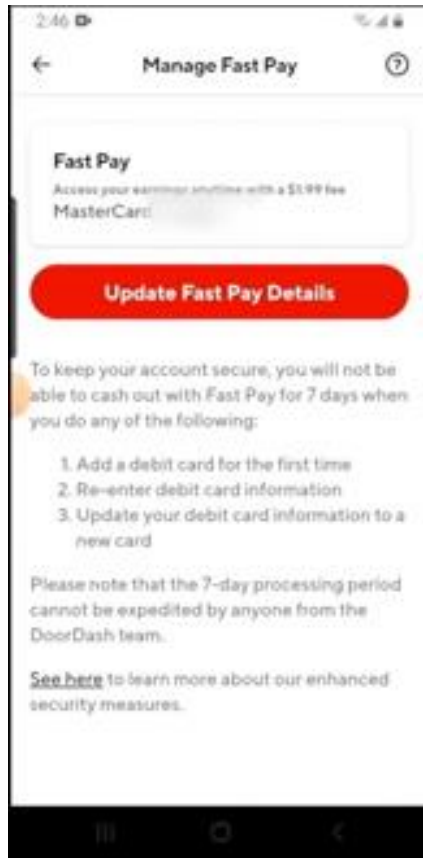 2:46
Manage Fast Pay
Fast Pay
Access your earnings anytime with a $1.99 fee
MasterCard
Update Fast Pay Details
To keep your account secure, you will not be
able to cash out with Fast Pay for 7 days when
you do any of the following:
1. Add a debit card for the first time
2. Re-enter debit card information
3. Update your debit card information to a
new card
Please note that the 7-day processing period
cannot be expedited by anyone from the
DoorDash team.
See here to learn more about our enhanced
security measures.